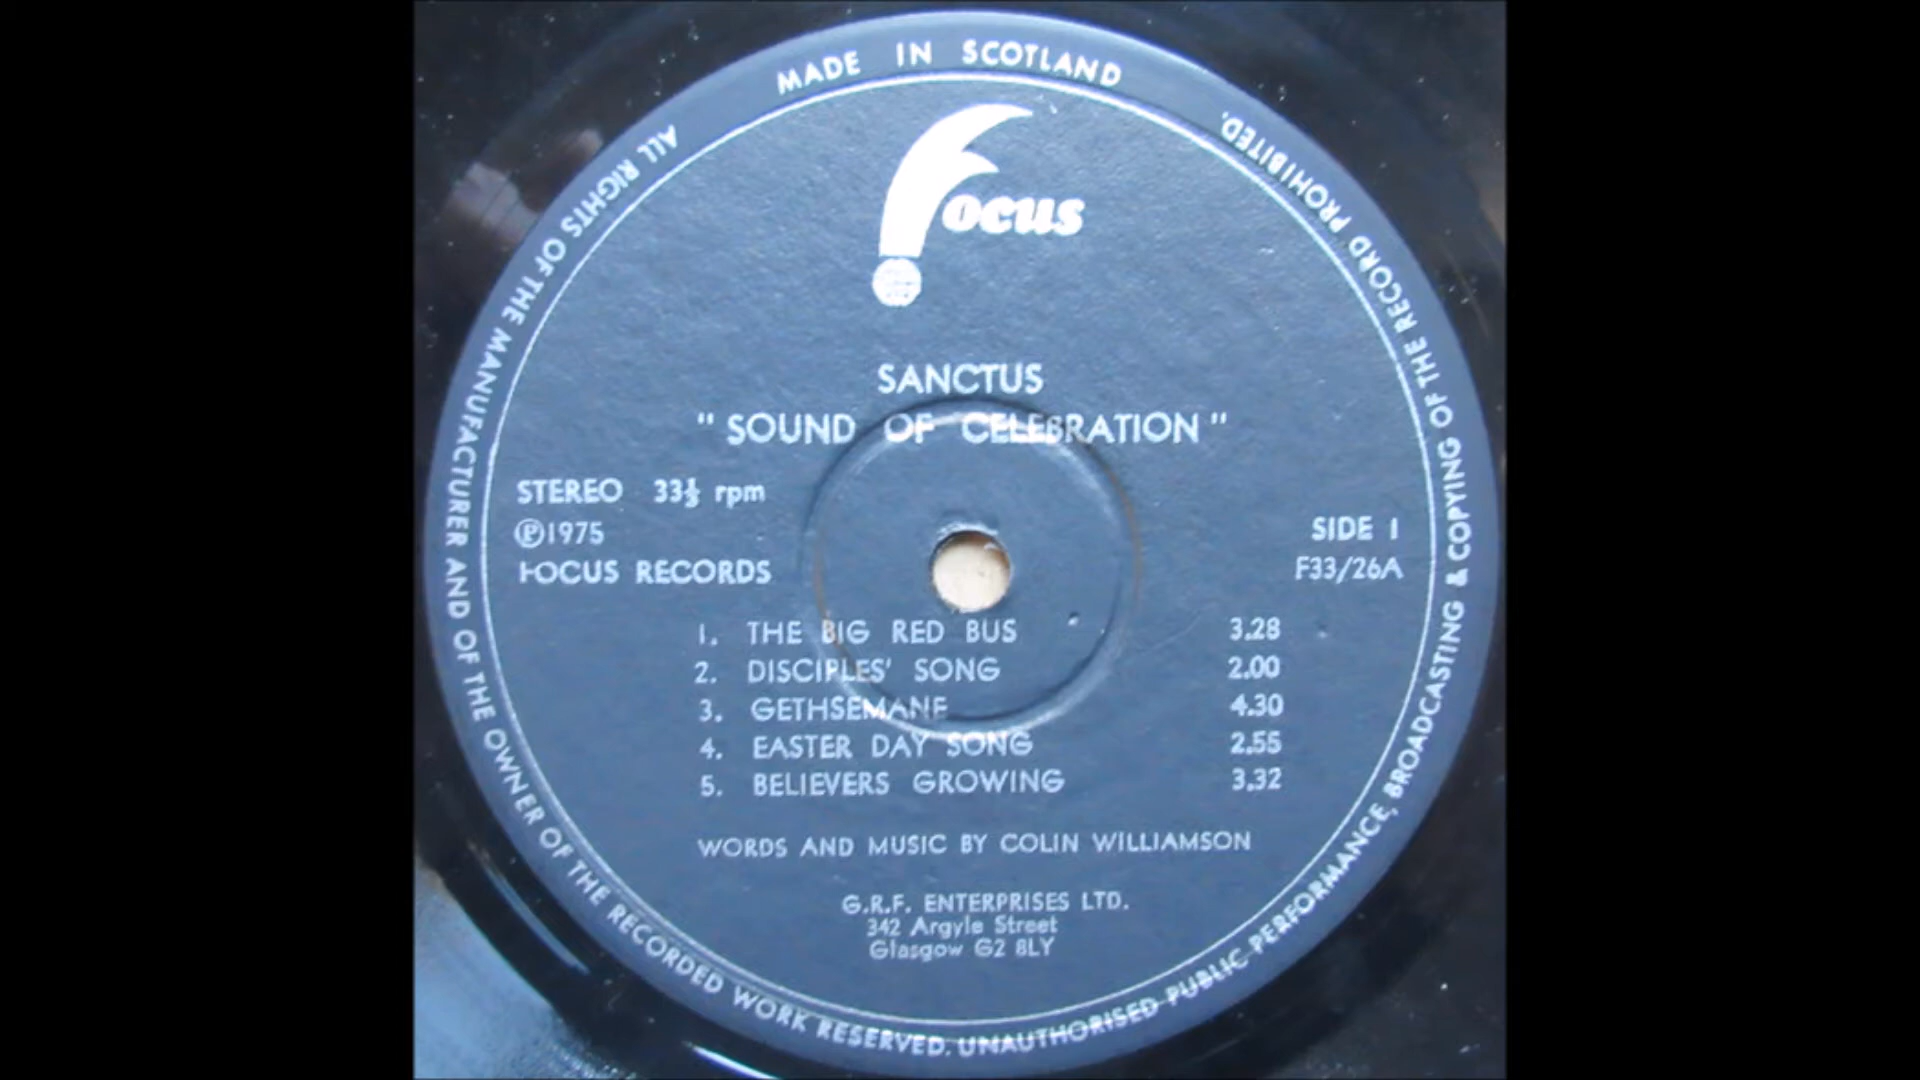 MADE IN SCOTLAND
Focus
SANCTUS
" SOUND OF CELEBRATION "
STEREO 33⅓ rpm
Ⓟ1975
FOCUS RECORDS
SIDE 1
F33/26A
1. THE BIG RED BUS 3.28
2. DISCIPLES' SONG 2.00
3. GETHSEMANE 4.30
4. EASTER DAY SONG 2.55
5. BELIEVERS GROWING 3.32
WORDS AND MUSIC BY COLIN WILLIAMSON
G.R.F. ENTERPRISES LTD.
342 Argyle Street
Glasgow G2 8LY
ALL RIGHTS OF THE MANUFACTURER AND OF THE OWNER OF THE RECORDED WORK RESERVED. UNAUTHORISED PUBLIC PERFORMANCE, BROADCASTING & COPYING OF THE RECORD PROHIBITED.